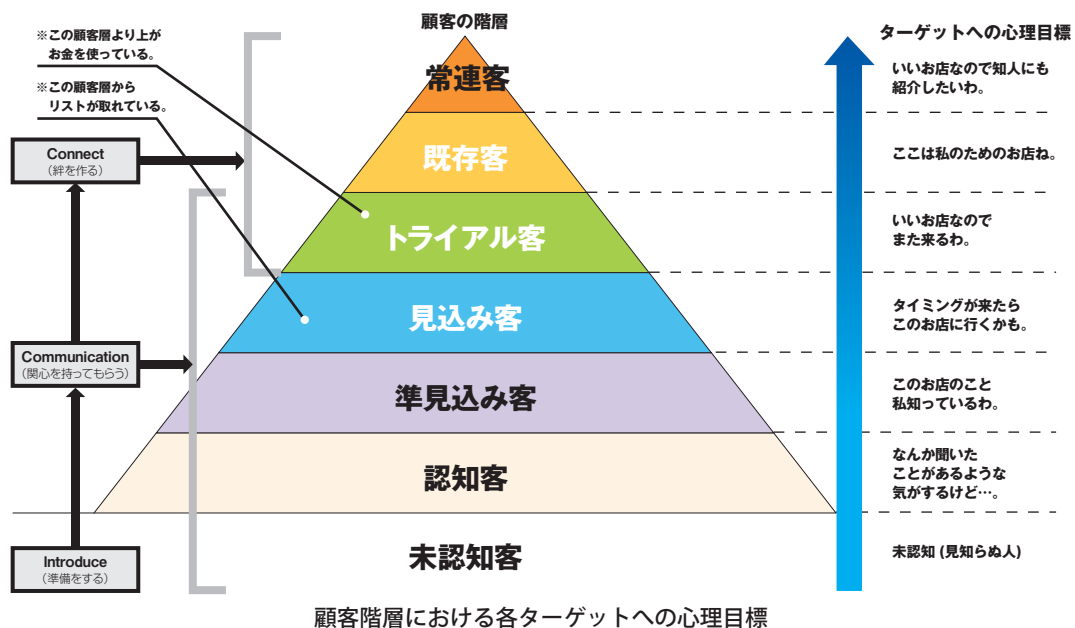 顧客の階層
※この顧客層より上が
お金を使っている。
※この顧客層から
リストが取れている。
Connect
(絆を作る)
Communication
(関心を持ってもらう)
Introduce
(準備をする)
常連客
既存客
トライアル客
見込み客
準見込み客
認知客
未認知客
ターゲットへの心理目標
いいお店なので知人にも
紹介したいわ。
ここは私のためのお店ね。
いいお店なので
また来るわ。
タイミングが来たら
このお店に行くかも。
このお店のこと
私知っているわ。
なんか聞いた
ことがあるような
気がするけど…。
未認知 (見知らぬ人)
顧客階層における各ターゲットへの心理目標